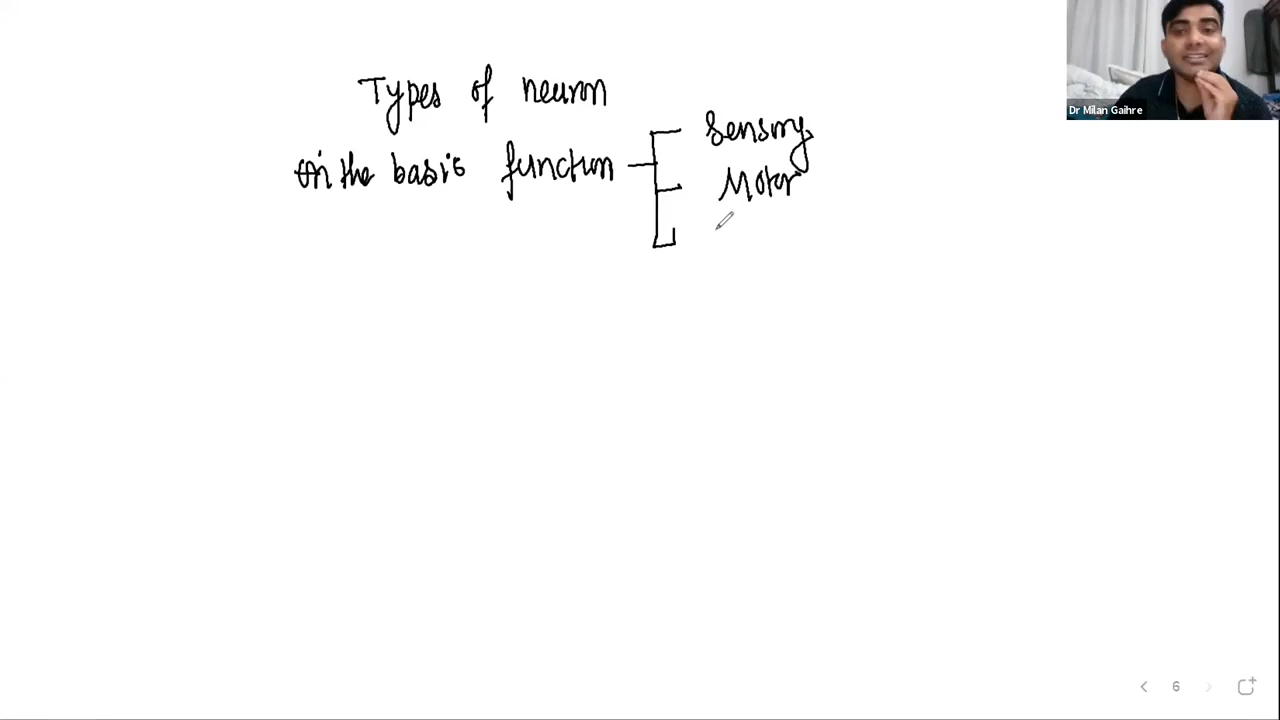 Types of neuron
on the basis function
Sensory
Motor
Dr Milan Gaihre
6